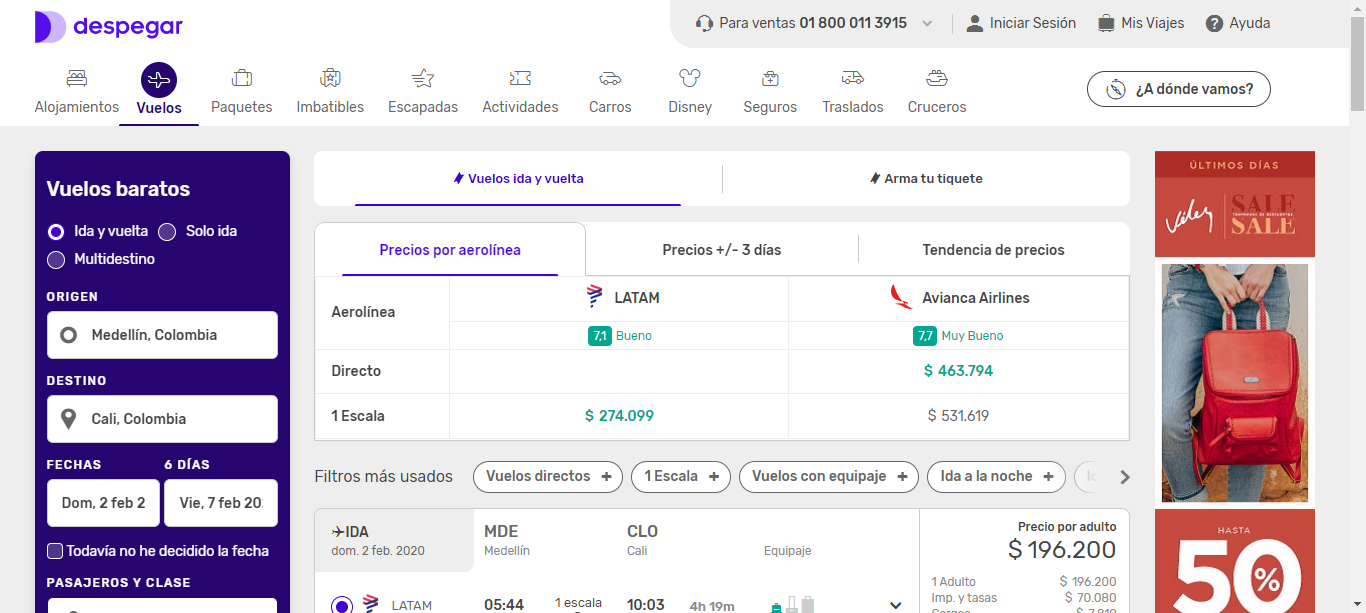 despegar
Para ventas 01 800 011 3915
Iniciar Sesión
Mis Viajes
Ayuda
Alojamientos
Vuelos
Paquetes
Imbatibles
Escapadas
Actividades
Carros
Disney
Seguros
Traslados
Cruceros
¿A dónde vamos?
Vuelos baratos
Ida y vuelta
Solo ida
Multidestino
ORIGEN
Medellín, Colombia
DESTINO
Cali, Colombia
FECHAS
6 DÍAS
Dom, 2 feb 2
Vie, 7 feb 20
Todavía no he decidido la fecha
PASAJEROS Y CLASE
Vuelos ida y vuelta
Arma tu tiquete
Precios por aerolínea
Precios +/- 3 días
Tendencia de precios
Aerolínea
LATAM
Avianca Airlines
7,1 Bueno
7,7 Muy Bueno
Directo
$ 463.794
1 Escala
$ 274.099
$ 531.619
Filtros más usados
Vuelos directos +
1 Escala +
Vuelos con equipaje +
Ida a la noche +
IDA
dom. 2 feb. 2020
MDE
Medellín
CLO
Cali
Equipaje
LATAM
05:44
1 escala
10:03
4h 19m
Precio por adulto
$ 196.200
1 Adulto
$ 196.200
Imp. y tasas
$ 70.080
Cargos
$ 7.819
ÚLTIMOS DÍAS
Vélez
SALE
TEMPORADA DE DESCUENTOS
SALE
HASTA
50%